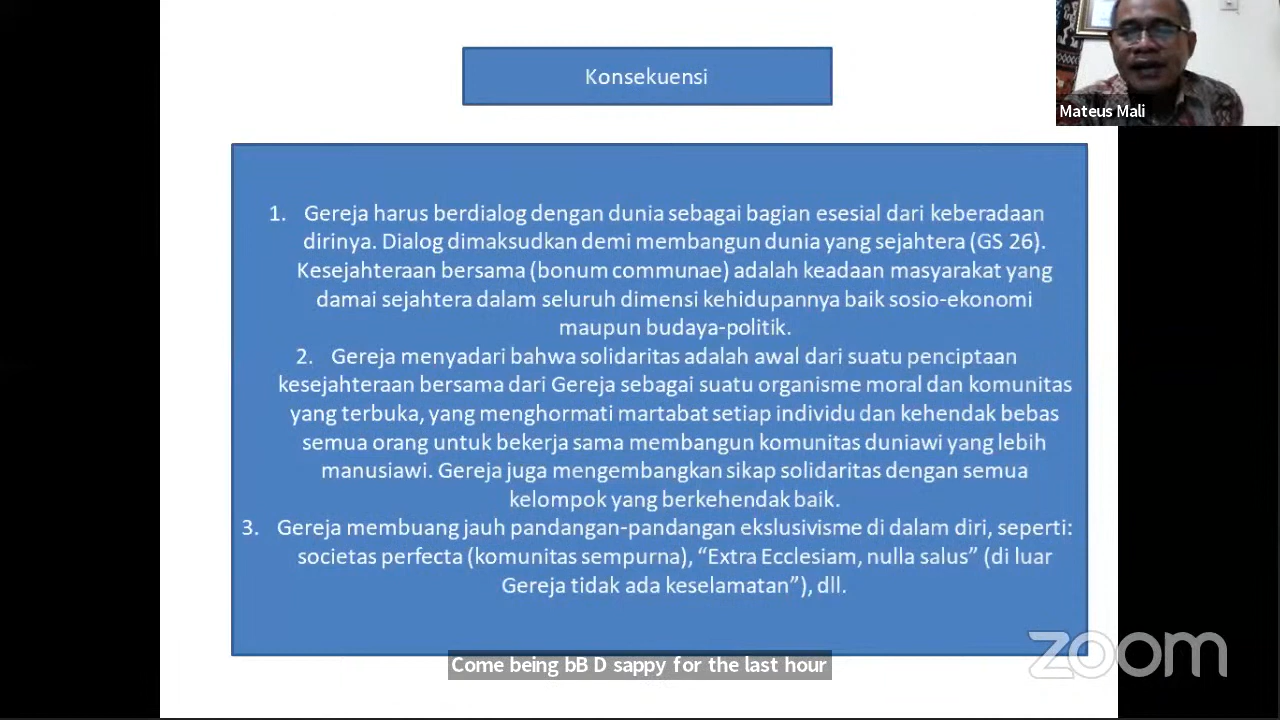 Konsekuensi
Mateus Mali
1. Gereja harus berdialog dengan dunia sebagai bagian esesial dari keberadaan
dirinya. Dialog dimaksudkan demi membangun dunia yang sejahtera (GS 26).
Kesejahteraan bersama (bonum communae) adalah keadaan masyarakat yang
damai sejahtera dalam seluruh dimensi kehidupannya baik sosio-ekonomi
maupun budaya-politik.
2. Gereja menyadari bahwa solidaritas adalah awal dari suatu penciptaan
kesejahteraan bersama dari Gereja sebagai suatu organisme moral dan komunitas
yang terbuka, yang menghormati martabat setiap individu dan kehendak bebas
semua orang untuk bekerja sama membangun komunitas duniawi yang lebih
manusiawi. Gereja juga mengembangkan sikap solidaritas dengan semua
kelompok yang berkehendak baik.
3. Gereja membuang jauh pandangan-pandangan ekslusivisme di dalam diri, seperti:
societas perfecta (komunitas sempurna), “Extra Ecclesiam, nulla salus” (di luar
Gereja tidak ada keselamatan”), dll.
zoom
Come being bB D sappy for the last hour